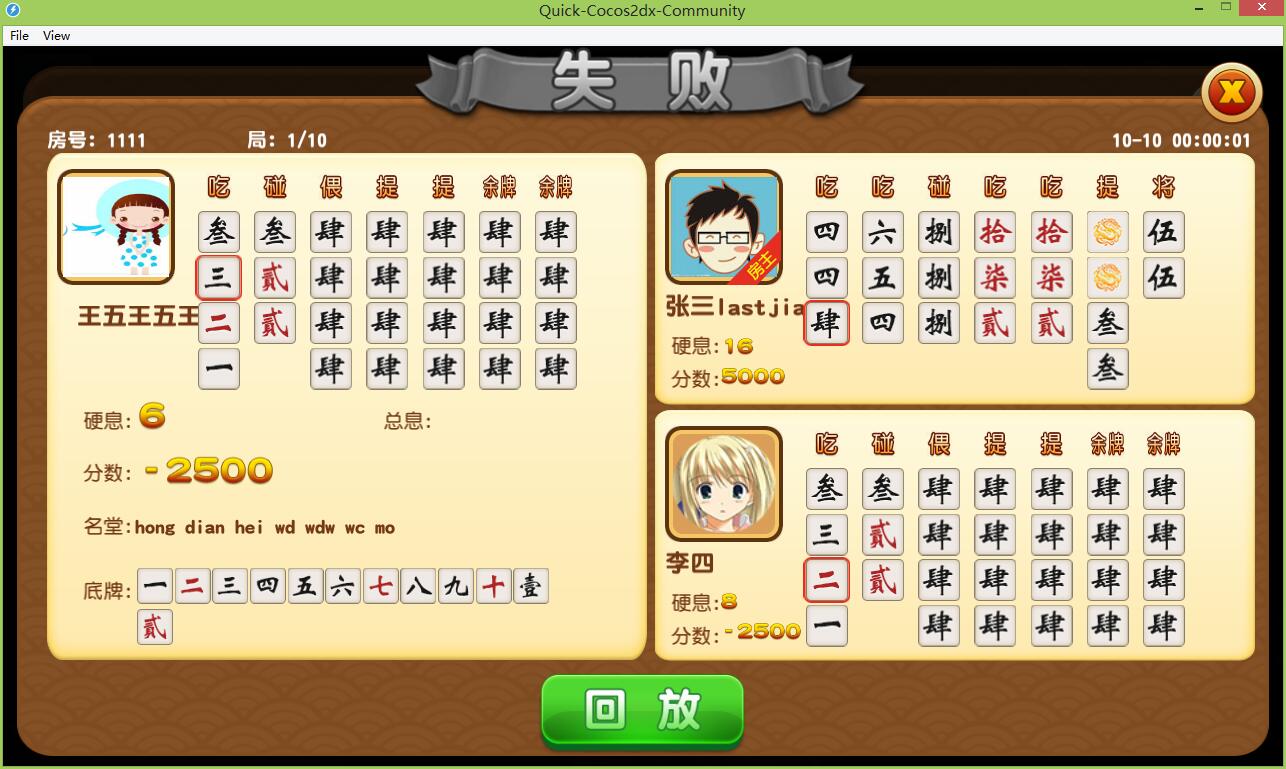 Quick-Cocos2dx-Community
File View
失 败
房号: 1111 局: 1/10 10-10 00:00:01
吃 碰 偎 提 提 余牌 余牌
叁 叁 肆 肆 肆 肆 肆
三 贰 肆 肆 肆 肆 肆
二 贰 肆 肆 肆 肆 肆
一 肆 肆 肆 肆 肆
王五王五王
硬息: 6 总息:
分数: -2500
名堂: hong dian hei wd wdw wc mo
底牌: 一 二 三 四 五 六 七 八 九 十 壹
贰
吃 吃 碰 吃 吃 提 将
四 六 捌 拾 拾 伍
四 五 捌 柒 柒 伍
肆 四 捌 贰 贰 叁
叁
房主
张三lastjia
硬息: 16
分数: 5000
吃 碰 偎 提 提 余牌 余牌
叁 叁 肆 肆 肆 肆 肆
三 贰 肆 肆 肆 肆 肆
二 贰 肆 肆 肆 肆 肆
一 肆 肆 肆 肆 肆
李四
硬息: 8
分数: -2500
回 放